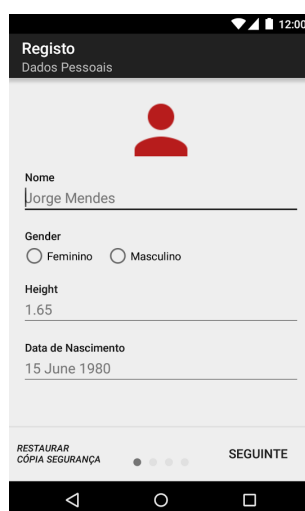 12:00
Registo
Dados Pessoais
Nome
Jorge Mendes
Gender
Feminino Masculino
Height
1.65
Data de Nascimento
15 June 1980
RESTAURAR
CÓPIA SEGURANÇA
SEGUINTE